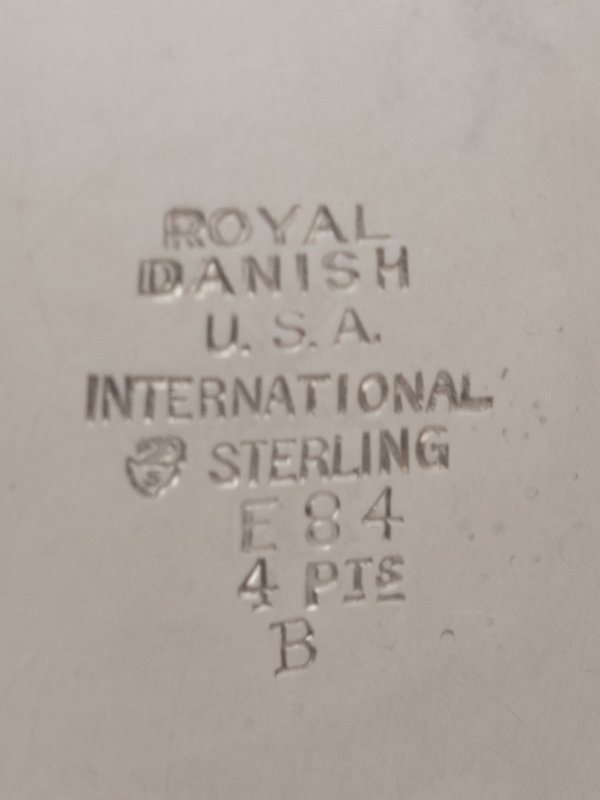 ROYAL
DANISH
U.S.A.
INTERNATIONAL
S STERLING
E 84
4 PTS
B